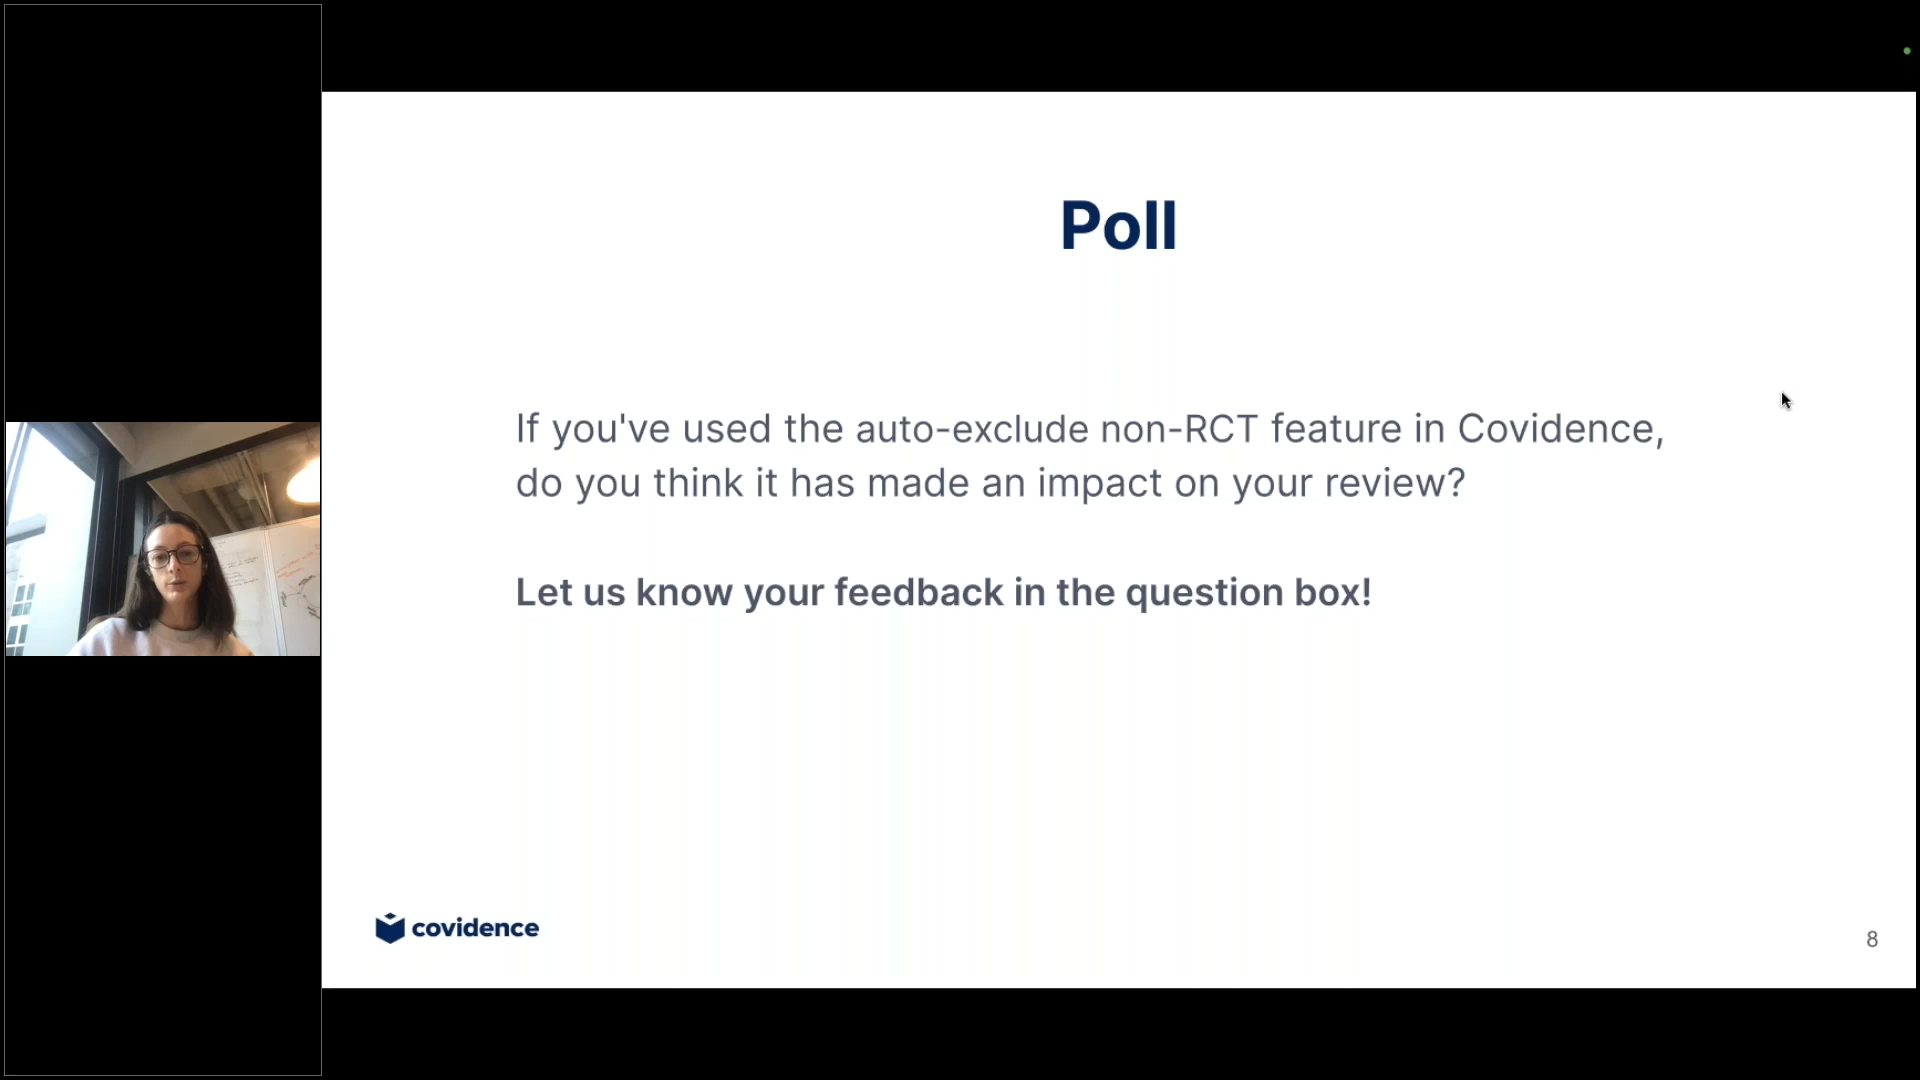 Poll
If you've used the auto-exclude non-RCT feature in Covidence,
do you think it has made an impact on your review?
Let us know your feedback in the question box!
covidence
8